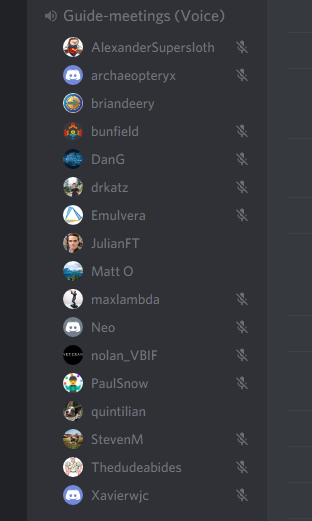 Guide-meetings (Voice)
AlexanderSupersloth
archaeopteryx
briandeery
bunfield
DanG
drkatz
Emulvera
JulianFT
Matt O
maxlambda
Neo
nolan_VBIF
PaulSnow
quintilian
StevenM
Thedudeabides
Xavierwjc